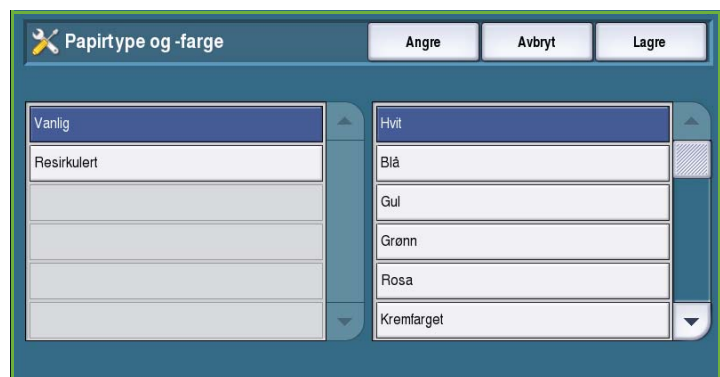 Papirtype og -farge
Angre
Avbryt
Lagre
Vanlig
Resirkulert
Hvit
Blå
Gul
Grønn
Rosa
Kremfarget